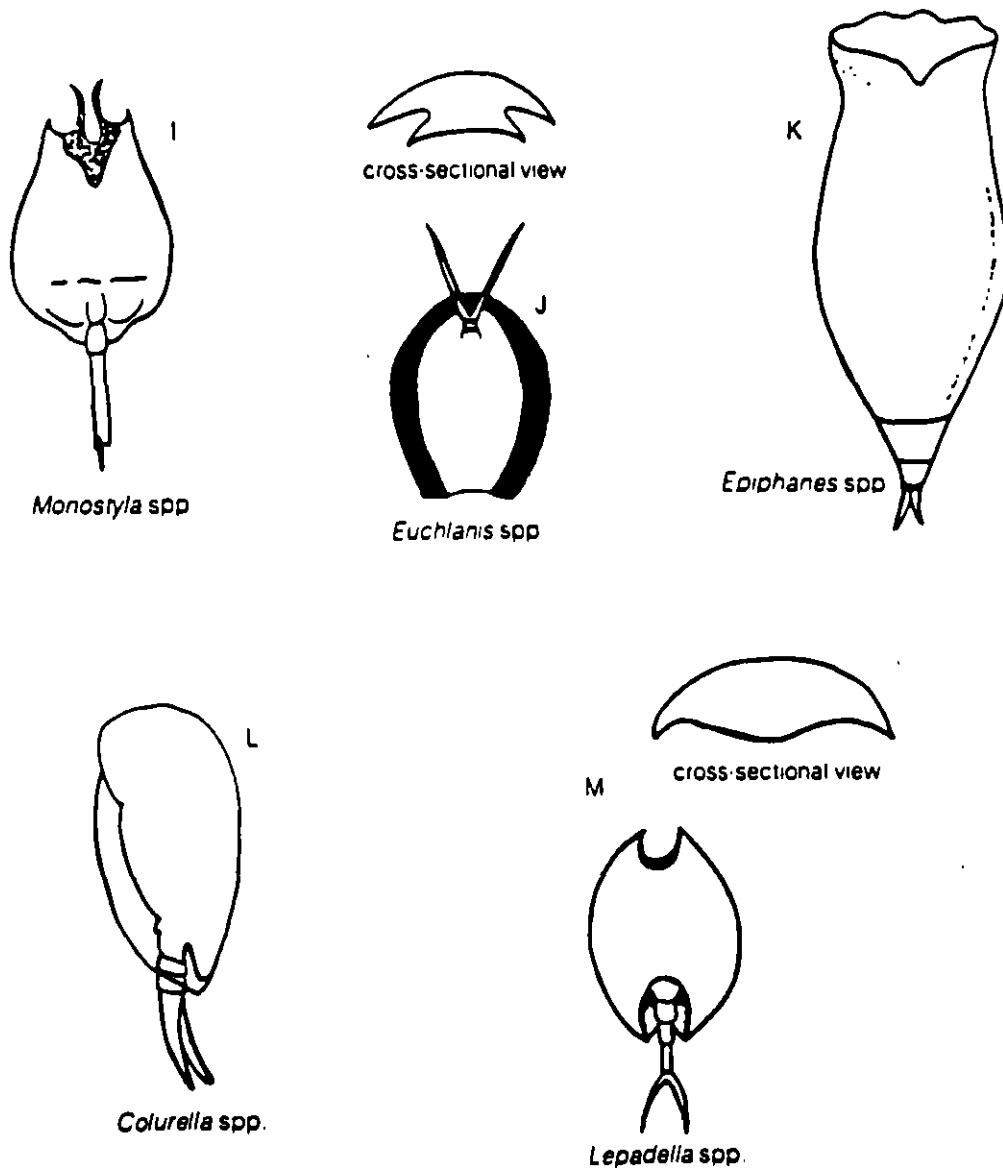 I
cross-sectional view
K
J
Monostyla spp
Euchlanis spp
Epiphanes spp
L
cross-sectional view
M
Colurella spp.
Lepadella spp.